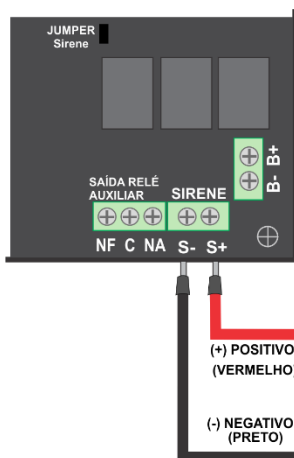 JUMPER
Sirene
B+
B-
SAÍDA RELÉ
AUXILIAR
SIRENE
NF C NA S- S+
(+) POSITIVO
(VERMELHO)
(-) NEGATIVO
(PRETO)